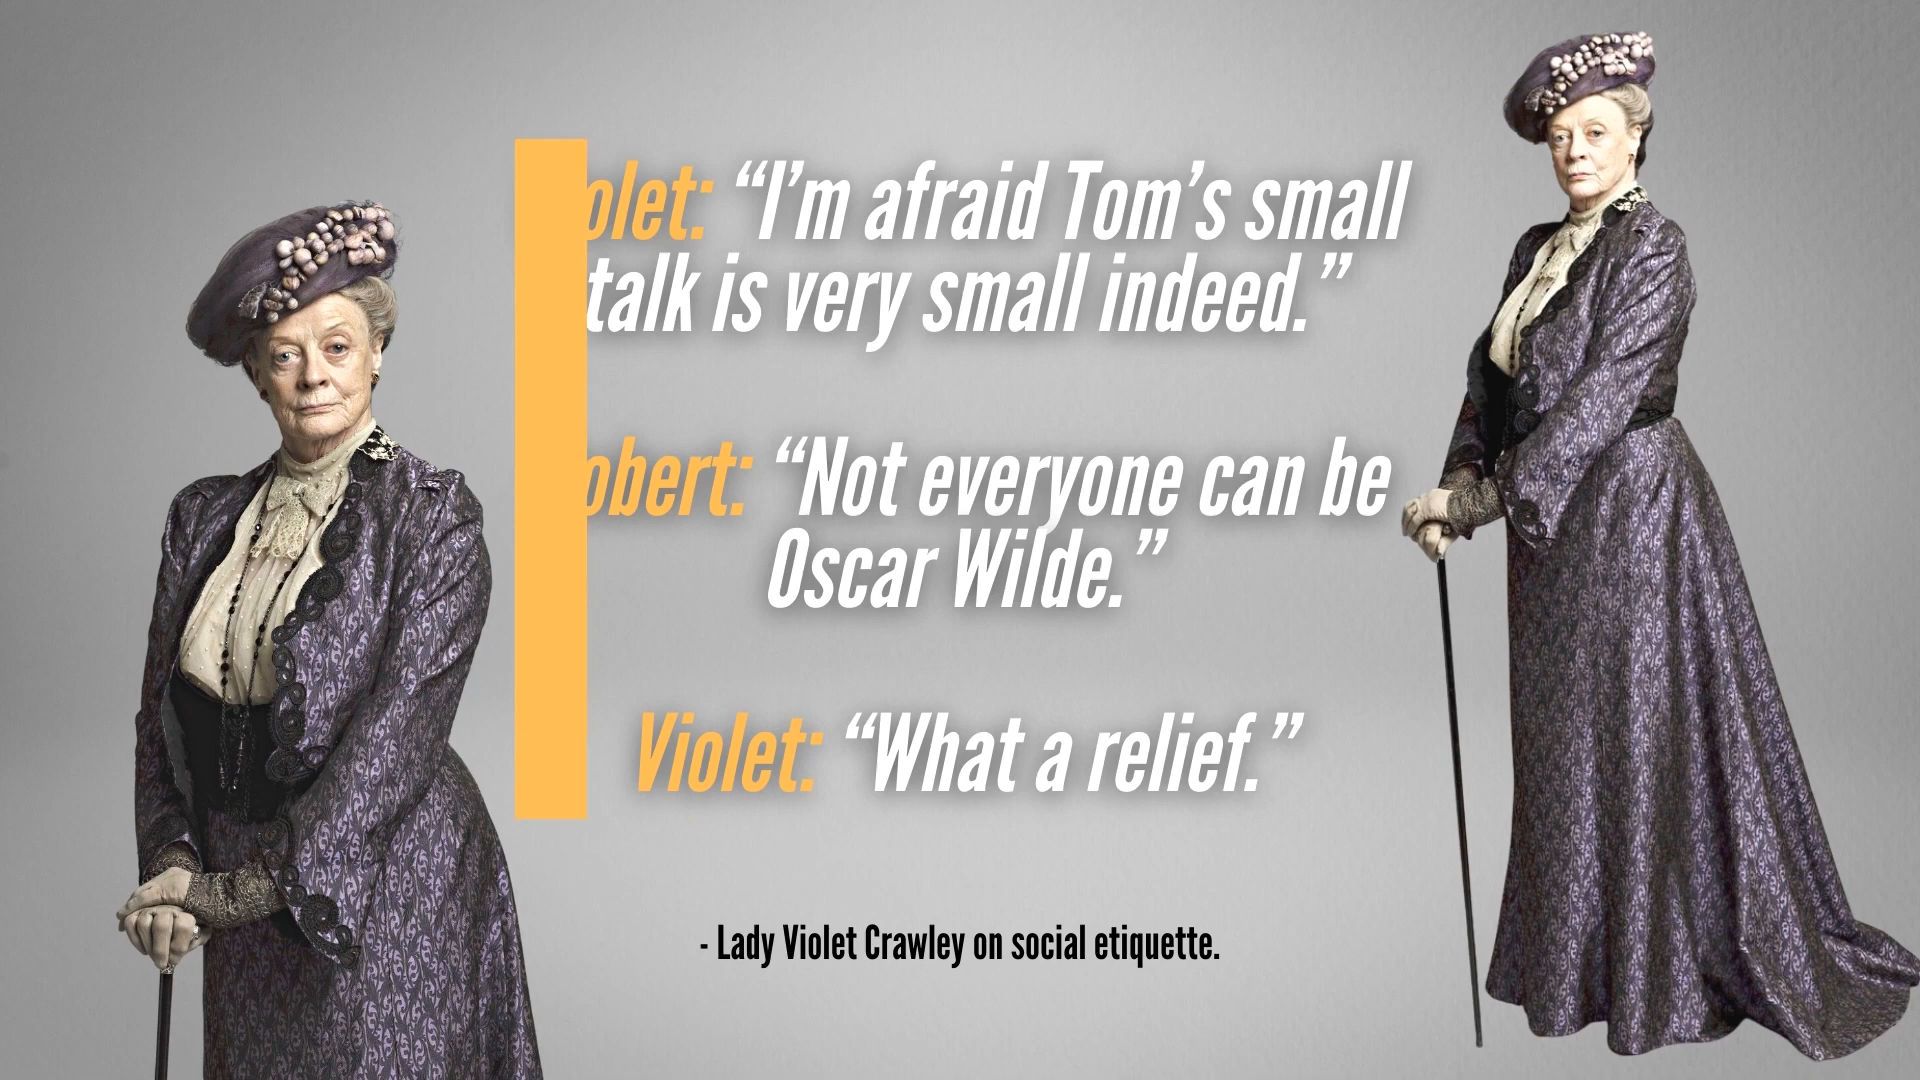 olet: “I’m afraid Tom’s small
talk is very small indeed.”
obert: “Not everyone can be
Oscar Wilde.”
Violet: “What a relief.”
- Lady Violet Crawley on social etiquette.